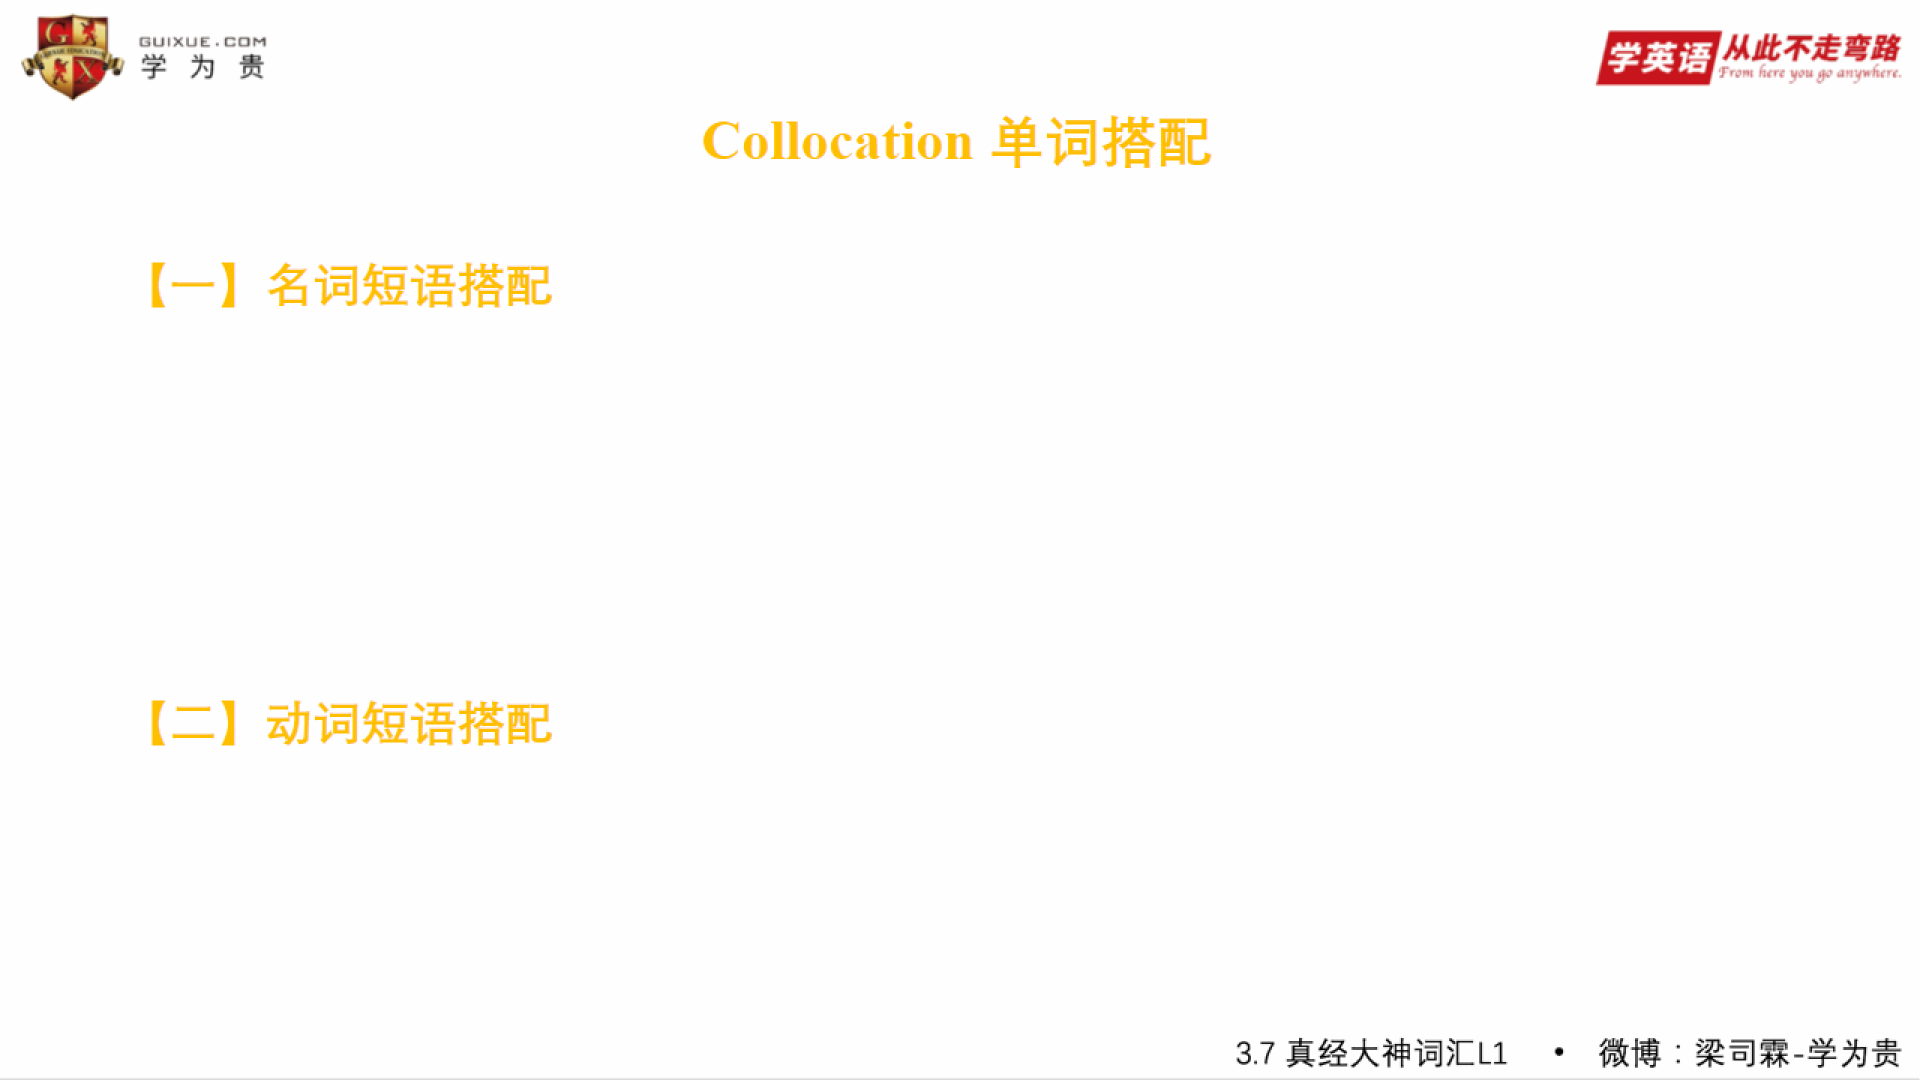 GUIXUE.COM
学为贵
学英语 从此不走弯路
From here you go anywhere.
Collocation 单词搭配
【一】名词短语搭配
【二】动词短语搭配
3.7 真经大神词汇L1 • 微博：梁司霖-学为贵